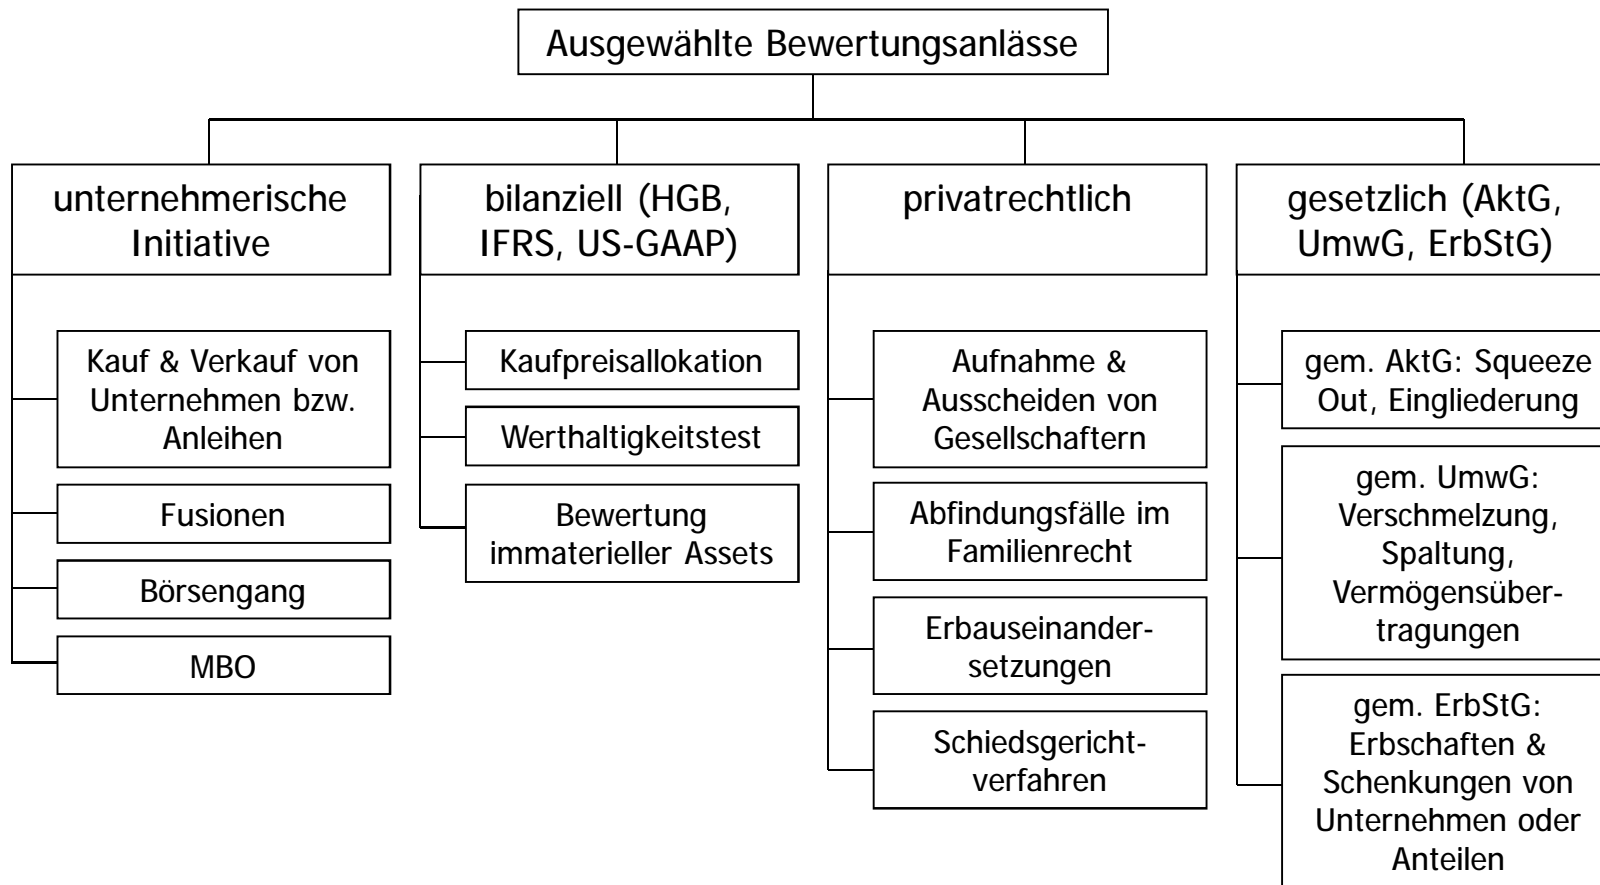 Ausgewählte Bewertungsanlässe
unternehmerische
Initiative
Kauf & Verkauf von
Unternehmen bzw.
Anleihen
Fusionen
Börsengang
MBO
bilanziell (HGB,
IFRS, US-GAAP)
Kaufpreisallokation
Werthaltigkeitstest
Bewertung
immaterieller Assets
privatrechtlich
Aufnahme &
Ausscheiden von
Gesellschaftern
Abfindungsfälle im
Familienrecht
Erbauseinander-
setzungen
Schiedsgericht-
verfahren
gesetzlich (AktG,
UmwG, ErbStG)
gem. AktG: Squeeze
Out, Eingliederung
gem. UmwG:
Verschmelzung,
Spaltung,
Vermögensüber-
tragungen
gem. ErbStG:
Erbschaften &
Schenkungen von
Unternehmen oder
Anteilen